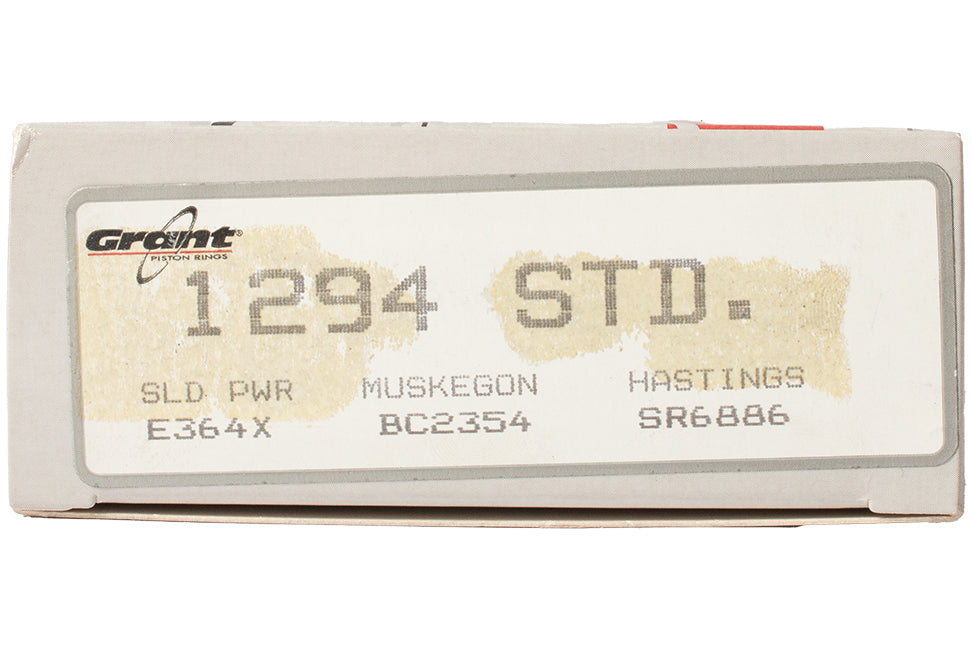 Grant®
PISTON RINGS
1294 STD.
SLD PWR MUSKEGON HASTINGS
E364X BC2354 SR6886